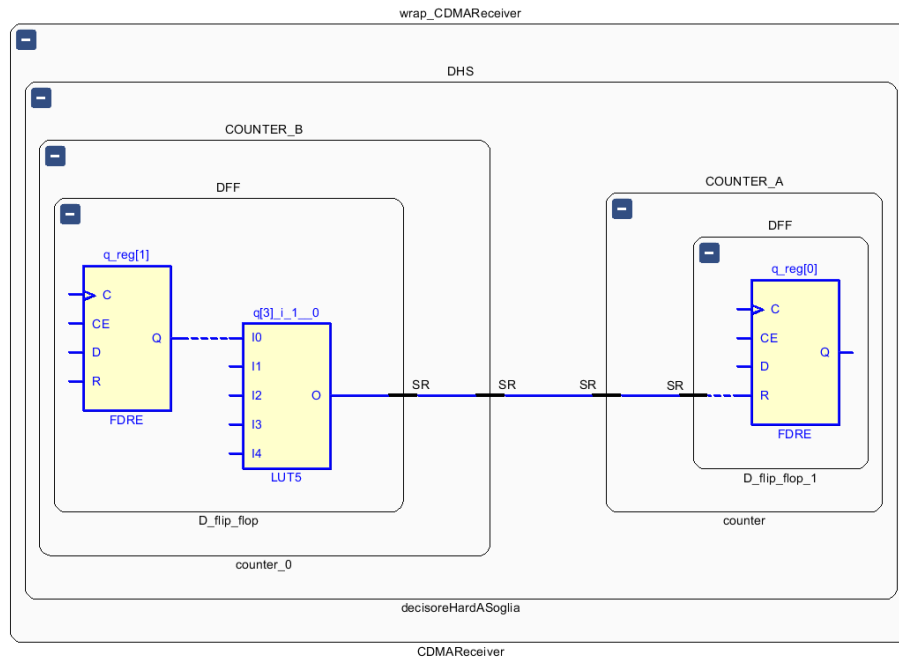 wrap_CDMAReceiver
DHS
COUNTER_B
DFF
q_reg[1]
C
CE
D
R
Q
FDRE
q[3]_i_1__0
I0
I1
I2
I3
I4
O
LUT5
D_flip_flop
counter_0
SR
SR
SR
SR
COUNTER_A
DFF
q_reg[0]
C
CE
D
R
Q
FDRE
D_flip_flop_1
counter
decisoreHardASoglia
CDMAReceiver